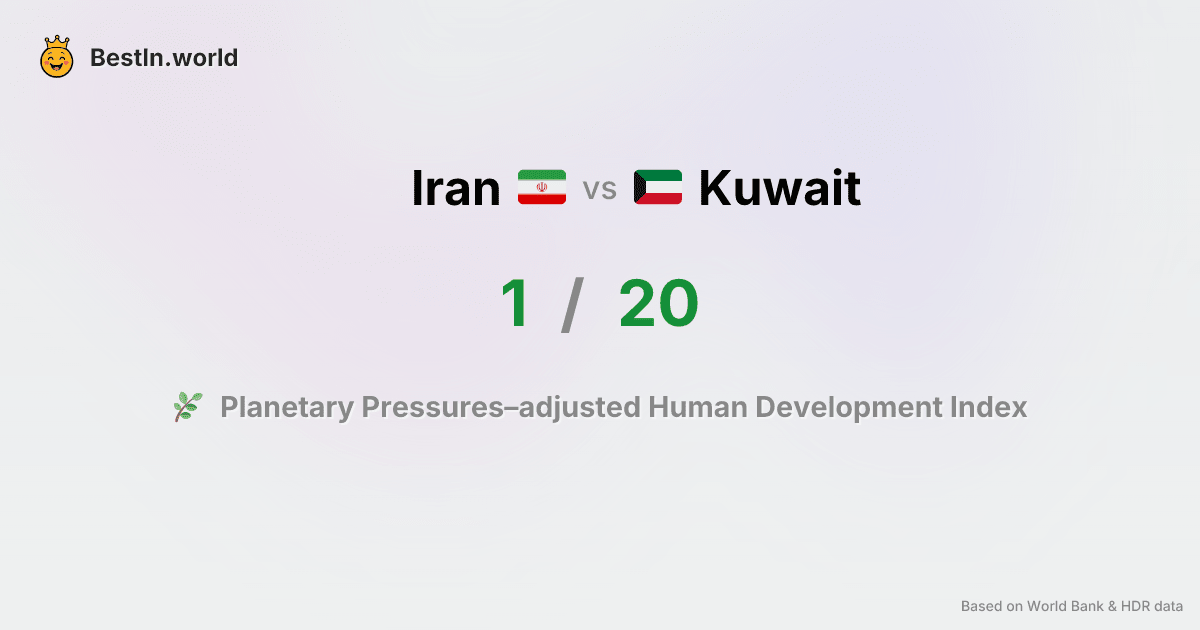 BestIn.world
Iran vs Kuwait
1 / 20
Planetary Pressures–adjusted Human Development Index
Based on World Bank & HDR data